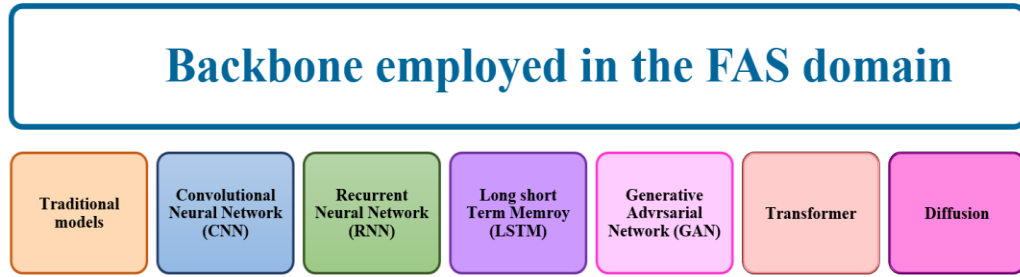 Backbone employed in the FAS domain
Traditional
models
Convolutional
Neural Network
(CNN)
Recurrent
Neural Network
(RNN)
Long short
Term Memroy
(LSTM)
Generative
Advrsarial
Network (GAN)
Transformer
Diffusion